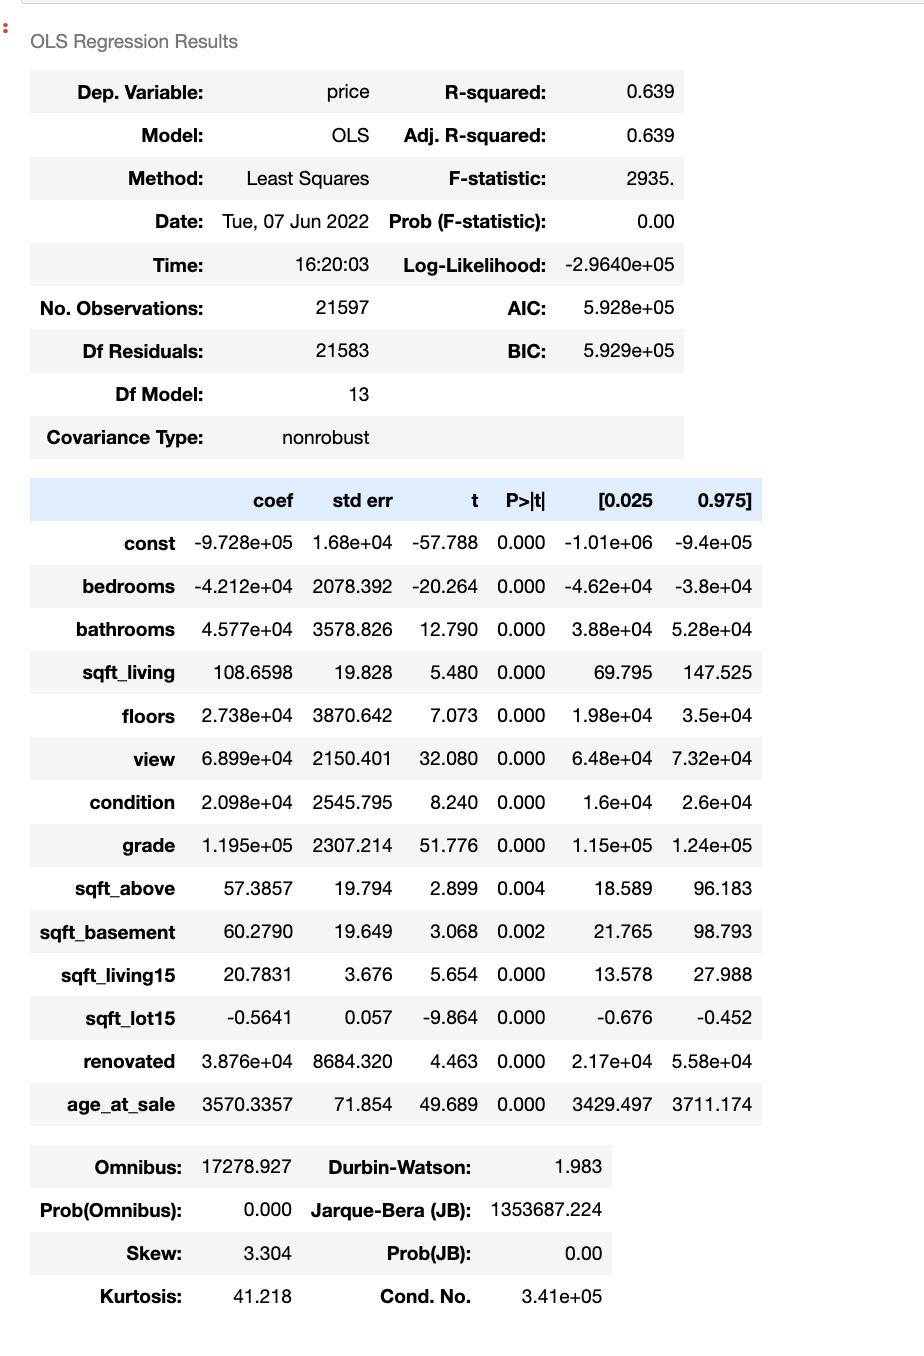 OLS Regression Results
Dep. Variable: price R-squared: 0.639
Model: OLS Adj. R-squared: 0.639
Method: Least Squares F-statistic: 2935.
Date: Tue, 07 Jun 2022 Prob (F-statistic): 0.00
Time: 16:20:03 Log-Likelihood: -2.9640e+05
No. Observations: 21597 AIC: 5.928e+05
Df Residuals: 21583 BIC: 5.929e+05
Df Model: 13
Covariance Type: nonrobust
coef std err t P>|t| [0.025 0.975]
const -9.728e+05 1.68e+04 -57.788 0.000 -1.01e+06 -9.4e+05
bedrooms -4.212e+04 2078.392 -20.264 0.000 -4.62e+04 -3.8e+04
bathrooms 4.577e+04 3578.826 12.790 0.000 3.88e+04 5.28e+04
sqft_living 108.6598 19.828 5.480 0.000 69.795 147.525
floors 2.738e+04 3870.642 7.073 0.000 1.98e+04 3.5e+04
view 6.899e+04 2150.401 32.080 0.000 6.48e+04 7.32e+04
condition 2.098e+04 2545.795 8.240 0.000 1.6e+04 2.6e+04
grade 1.195e+05 2307.214 51.776 0.000 1.15e+05 1.24e+05
sqft_above 57.3857 19.794 2.899 0.004 18.589 96.183
sqft_basement 60.2790 19.649 3.068 0.002 21.765 98.793
sqft_living15 20.7831 3.676 5.654 0.000 13.578 27.988
sqft_lot15 -0.5641 0.057 -9.864 0.000 -0.676 -0.452
renovated 3.876e+04 8684.320 4.463 0.000 2.17e+04 5.58e+04
age_at_sale 3570.3357 71.854 49.689 0.000 3429.497 3711.174
Omnibus: 17278.927 Durbin-Watson: 1.983
Prob(Omnibus): 0.000 Jarque-Bera (JB): 1353687.224
Skew: 3.304 Prob(JB): 0.00
Kurtosis: 41.218 Cond. No. 3.41e+05